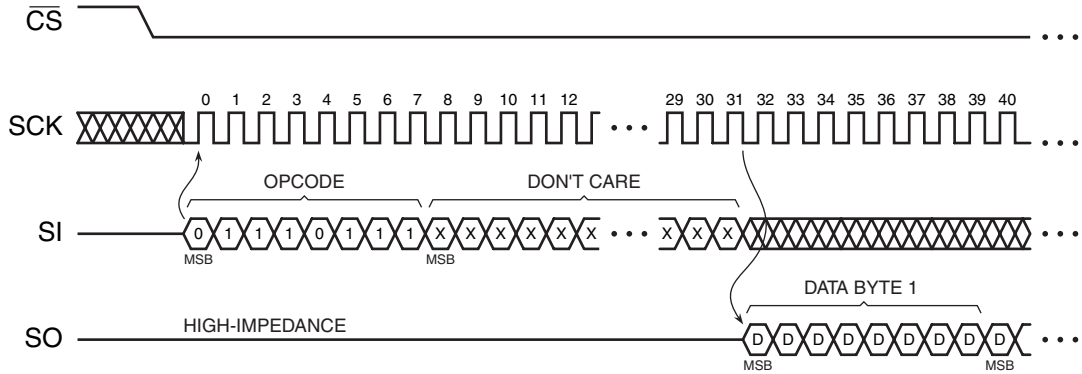 CS
SCK
0 1 2 3 4 5 6 7 8 9 10 11 12 29 30 31 32 33 34 35 36 37 38 39 40
OPCODE DON'T CARE
SI
0 1 1 1 0 1 1 1 X X X X X X X X X
MSB MSB
DATA BYTE 1
HIGH-IMPEDANCE
SO
D D D D D D D D D
MSB MSB